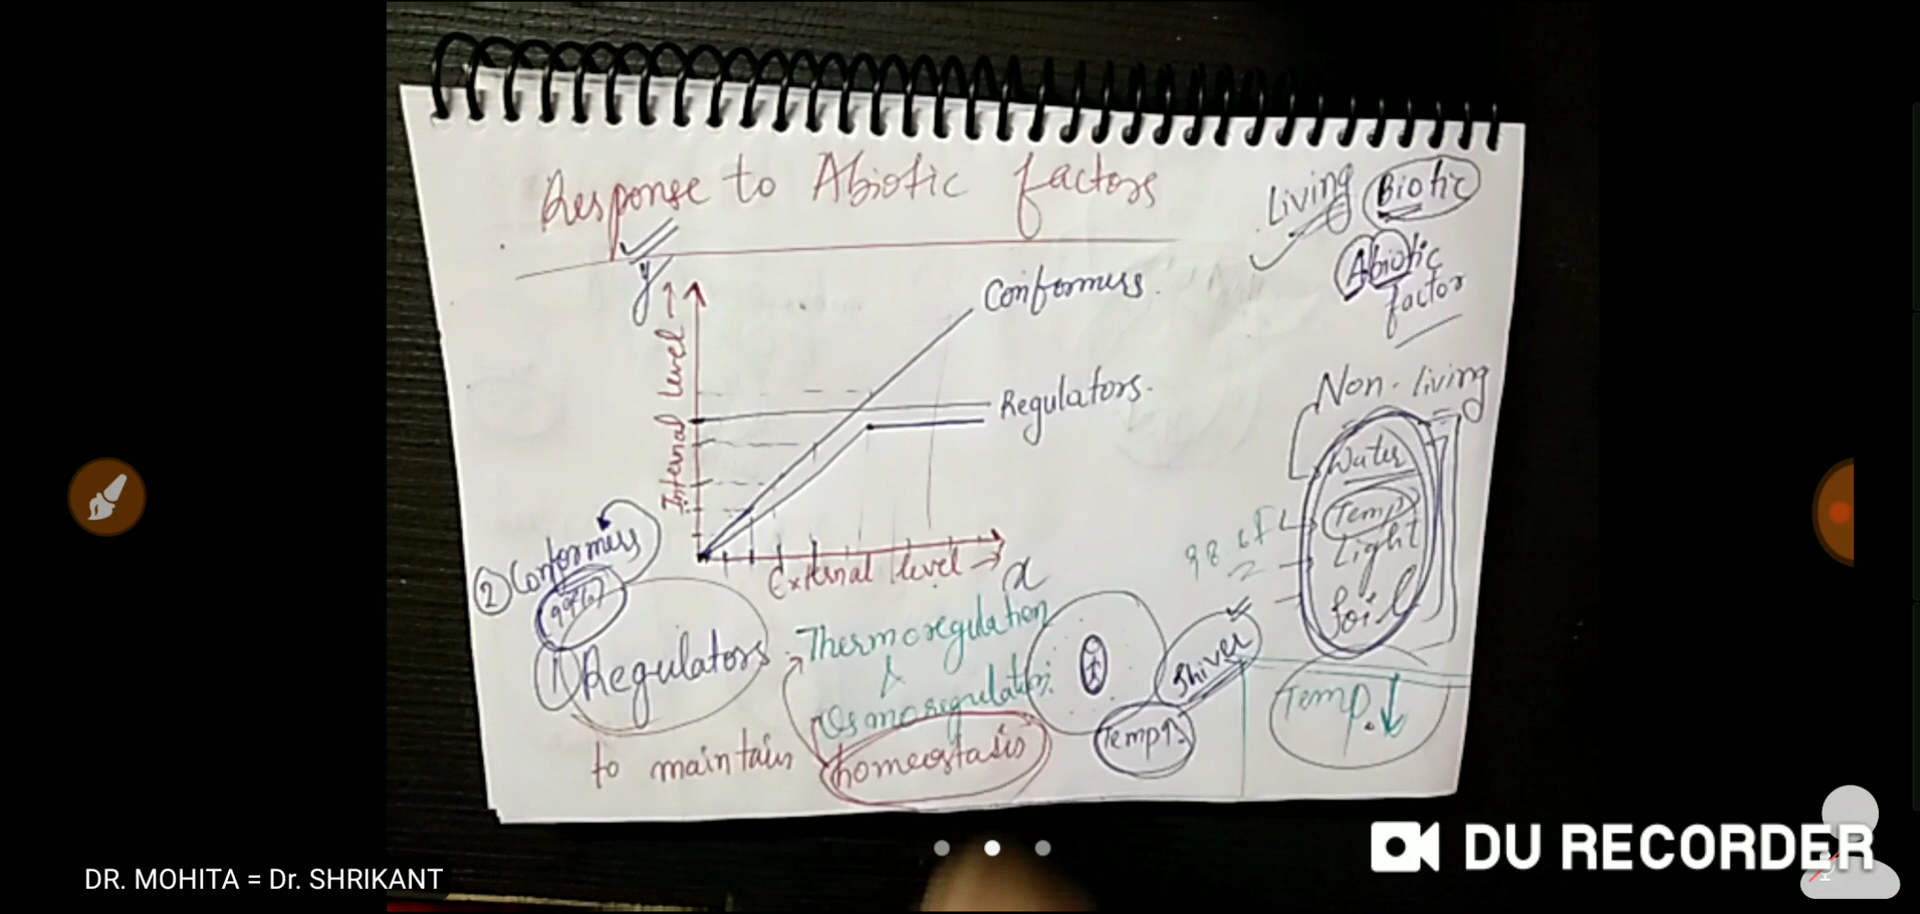 Response to Abiotic factors
Living Biotic
Abiotic
factor
y
Internal level →
Conformers.
Regulators.
External level → x
Non-living
Water
Temp
Light
Soil
② Conformers
99%
① Regulators
Thermoregulation
&
Osmoregulation.
to maintain homeostasis
Shiver
Temp↑
Temp.↓
DR. MOHITA = Dr. SHRIKANT
DU RECORDER